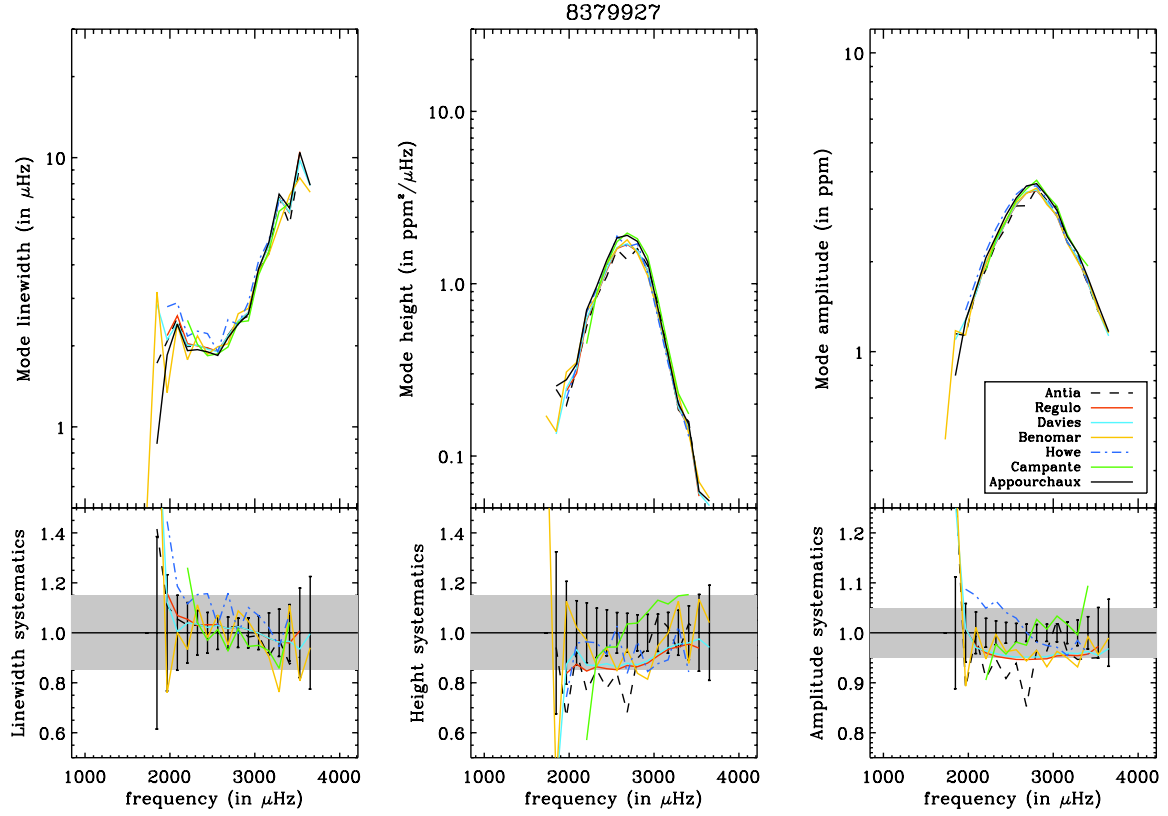 8379927
Mode linewidth (in μHz)
10
1
Mode height (in ppm²/μHz)
10.0
1.0
0.1
Mode amplitude (in ppm)
10
1
Antia
Regulo
Davies
Benomar
Howe
Campante
Appourchaux
Linewidth systematics
1.4
1.2
1.0
0.8
0.6
1000 2000 3000 4000
frequency (in μHz)
Height systematics
1.4
1.2
1.0
0.8
0.6
1000 2000 3000 4000
frequency (in μHz)
Amplitude systematics
1.2
1.1
1.0
0.9
0.8
1000 2000 3000 4000
frequency (in μHz)